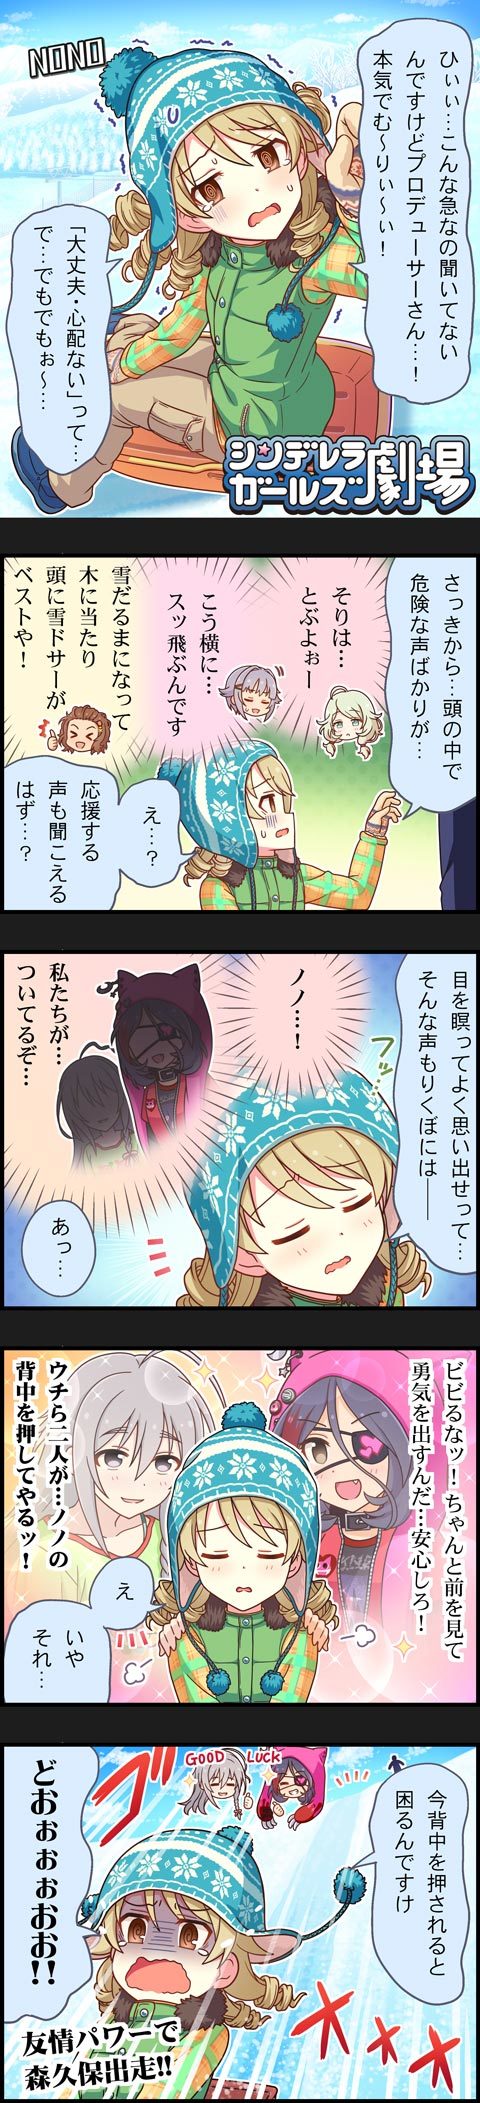 NONO
ひぃぃ…こんな急なの聞いてない
んですけどプロデューサーさん…！
本気でむ〜りぃ〜ぃ！
「大丈夫・心配ない」って…
で…でもでもぉ〜…
シンデレラ
ガールズ劇場
さっきから…頭の中で
危険な声ばかりが…
そりは…
とぶよぉー
こう横に…
スッ飛ぶんです
雪だるまになって
木に当たり
頭に雪ドサーが
ベストや！
え…？
応援する
声も聞こえる
はず…？
目を瞑ってよく思い出せって…
そんな声もりくぼには――
フッ…
ノノ…！
私たちが…
ついてるぞ…
あっ…
ビビるなッ！ちゃんと前を見て
勇気を出すんだ…安心しろ！
ウチら二人が…ノノの
背中を押してやるッ！
え
いや
それ…
GOOD LUCK
今背中を押されると
困るんですけ
ズ
どおぉぉぉおお!!
友情パワーで
森久保出走!!